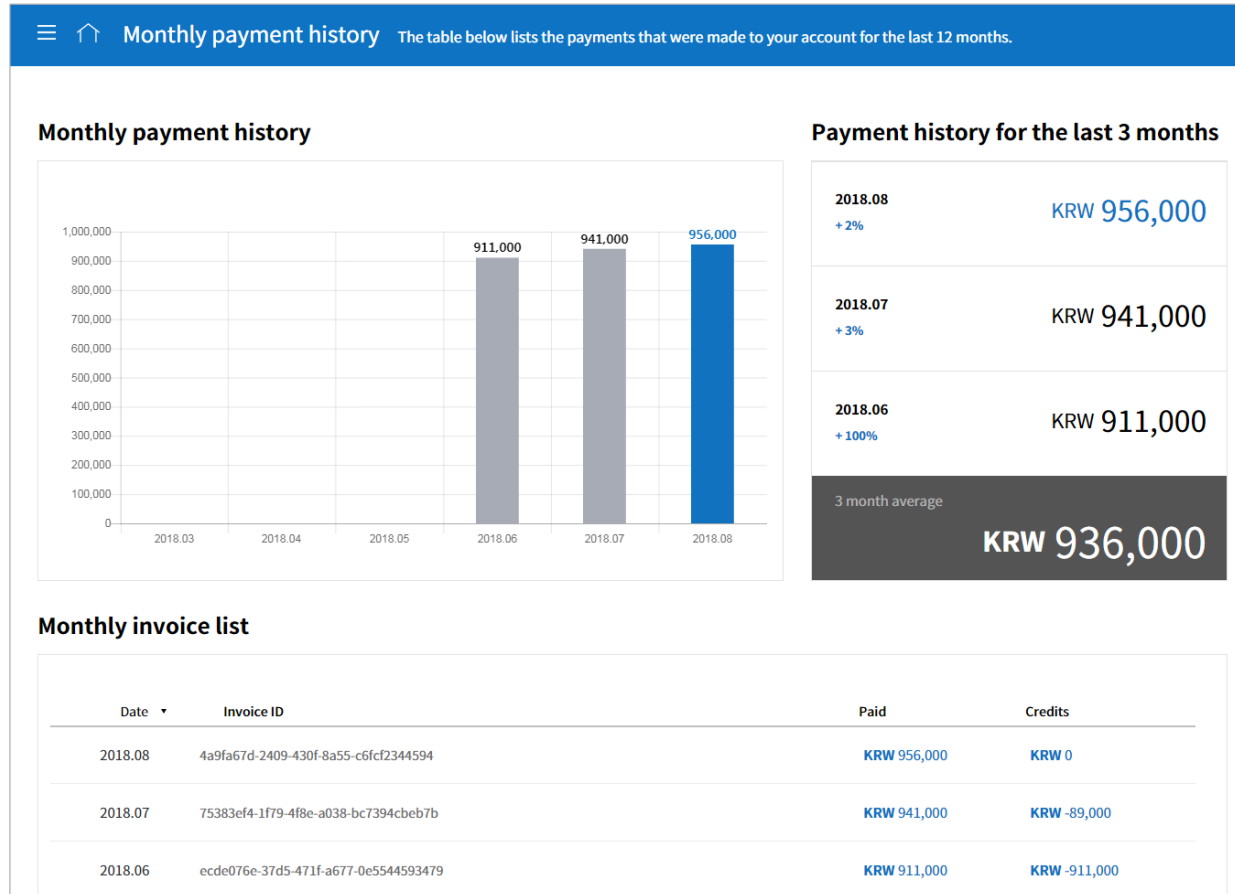 Monthly payment history The table below lists the payments that were made to your account for the last 12 months.
Monthly payment history
1,000,000
900,000
800,000
700,000
600,000
500,000
400,000
300,000
200,000
100,000
0
911,000
941,000
956,000
2018.03 2018.04 2018.05 2018.06 2018.07 2018.08
Payment history for the last 3 months
2018.08
+ 2%
KRW 956,000
2018.07
+ 3%
KRW 941,000
2018.06
+ 100%
KRW 911,000
3 month average
KRW 936,000
Monthly invoice list
Date ▼ Invoice ID Paid Credits
2018.08 4a9fa67d-2409-430f-8a55-c6fcf2344594 KRW 956,000 KRW 0
2018.07 75383ef4-1f79-4f8e-a038-bc7394cbeb7b KRW 941,000 KRW -89,000
2018.06 ecde076e-37d5-471f-a677-0e5544593479 KRW 911,000 KRW -911,000